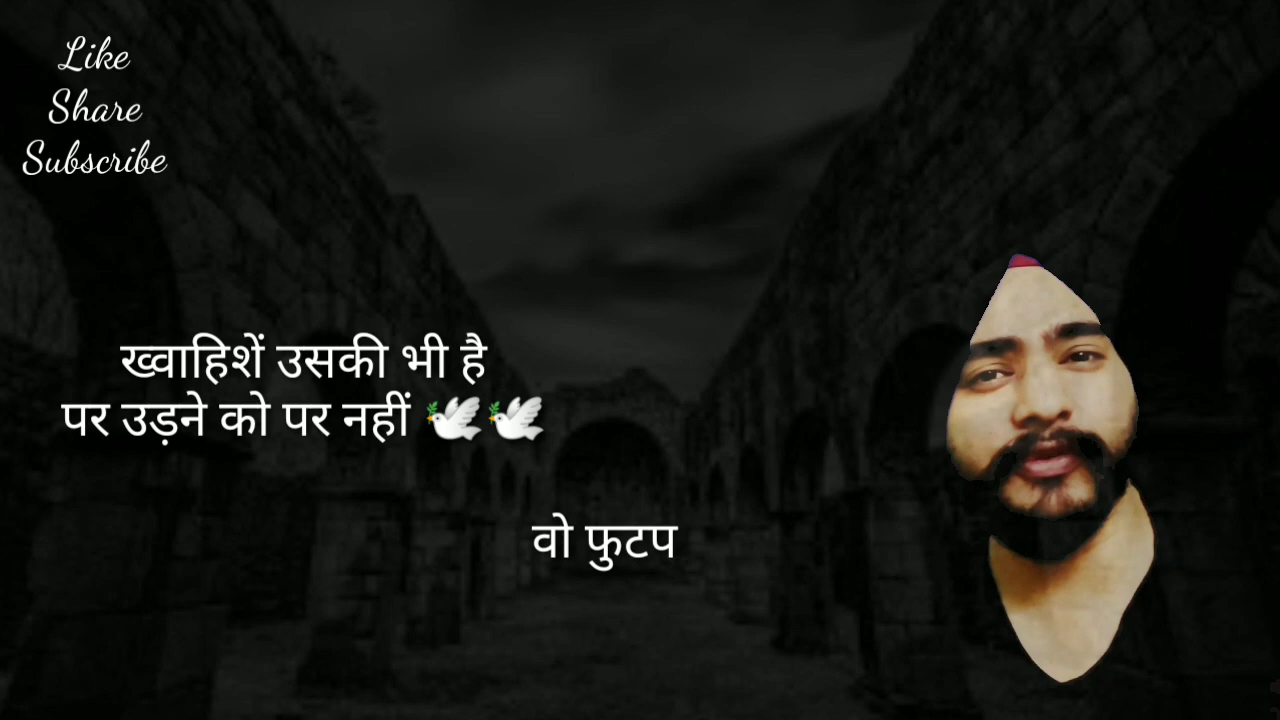 Like
Share
Subscribe
ख्वाहिशें उसकी भी है
पर उड़ने को पर नहीं 🕊️🕊️
वो फुटप